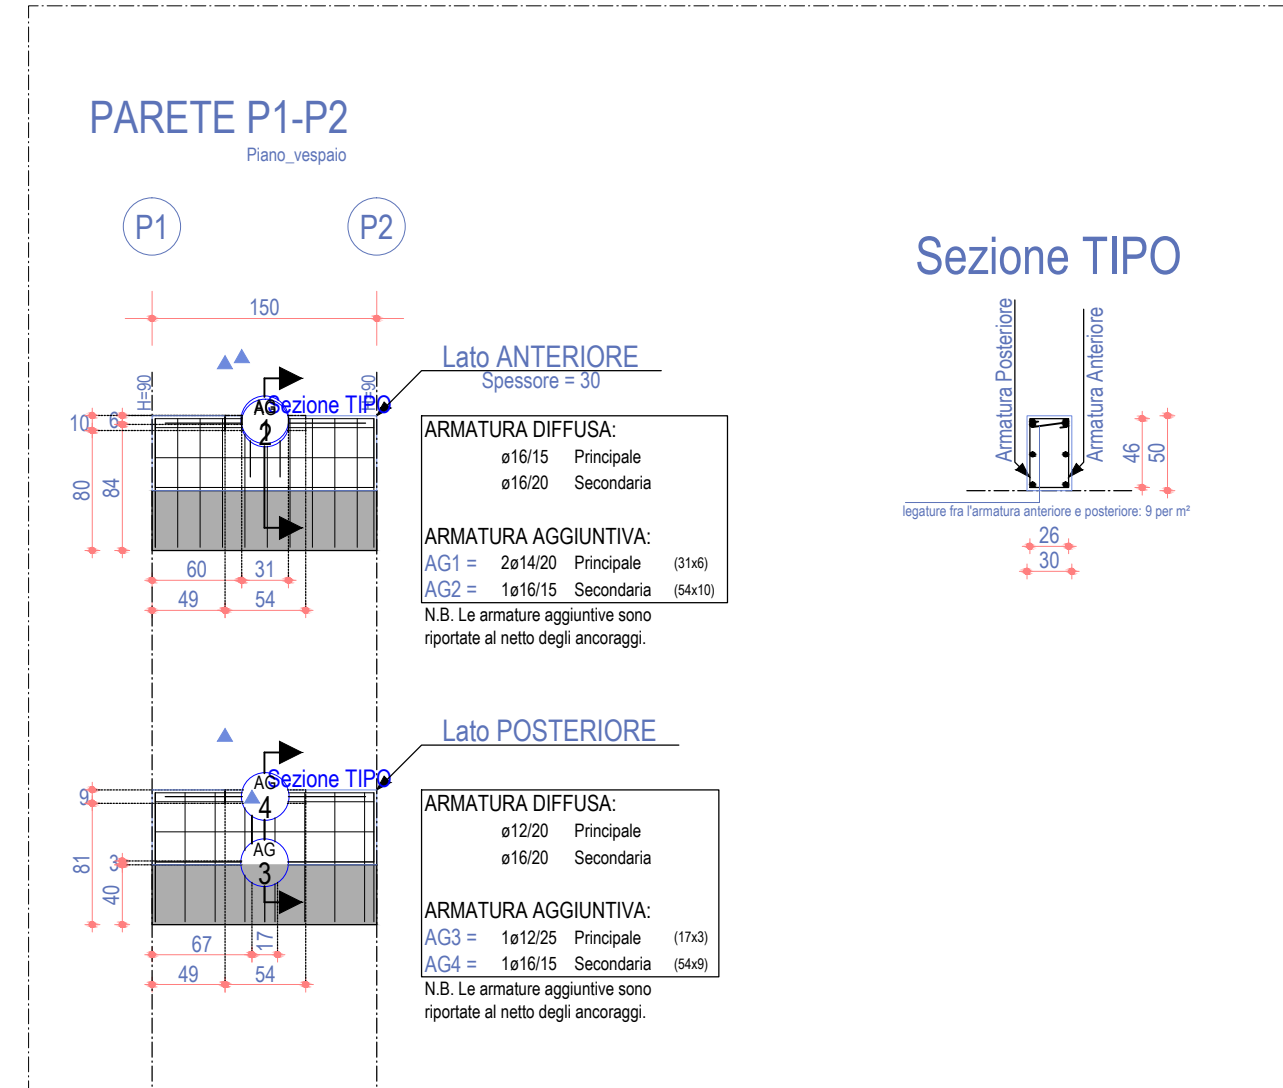 PARETE P1-P2
Piano_vespaio
P1
P2
150
Lato ANTERIORE
Spessore = 30
H=90
H=90
Sezione TIPO
AG
1
2
10
6
80
84
60
31
49
54
ARMATURA DIFFUSA:
ø16/15 Principale
ø16/20 Secondaria
ARMATURA AGGIUNTIVA:
AG1 = 2ø14/20 Principale (31x6)
AG2 = 1ø16/15 Secondaria (54x10)
N.B. Le armature aggiuntive sono
riportate al netto degli ancoraggi.
Lato POSTERIORE
Sezione TIPO
AG
4
AG
3
9
81
3
40
67
17
49
54
ARMATURA DIFFUSA:
ø12/20 Principale
ø16/20 Secondaria
ARMATURA AGGIUNTIVA:
AG3 = 1ø12/25 Principale (17x3)
AG4 = 1ø16/15 Secondaria (54x9)
N.B. Le armature aggiuntive sono
riportate al netto degli ancoraggi.
Sezione TIPO
Armatura Posteriore
Armatura Anteriore
46
50
legature fra l'armatura anteriore e posteriore: 9 per m²
26
30